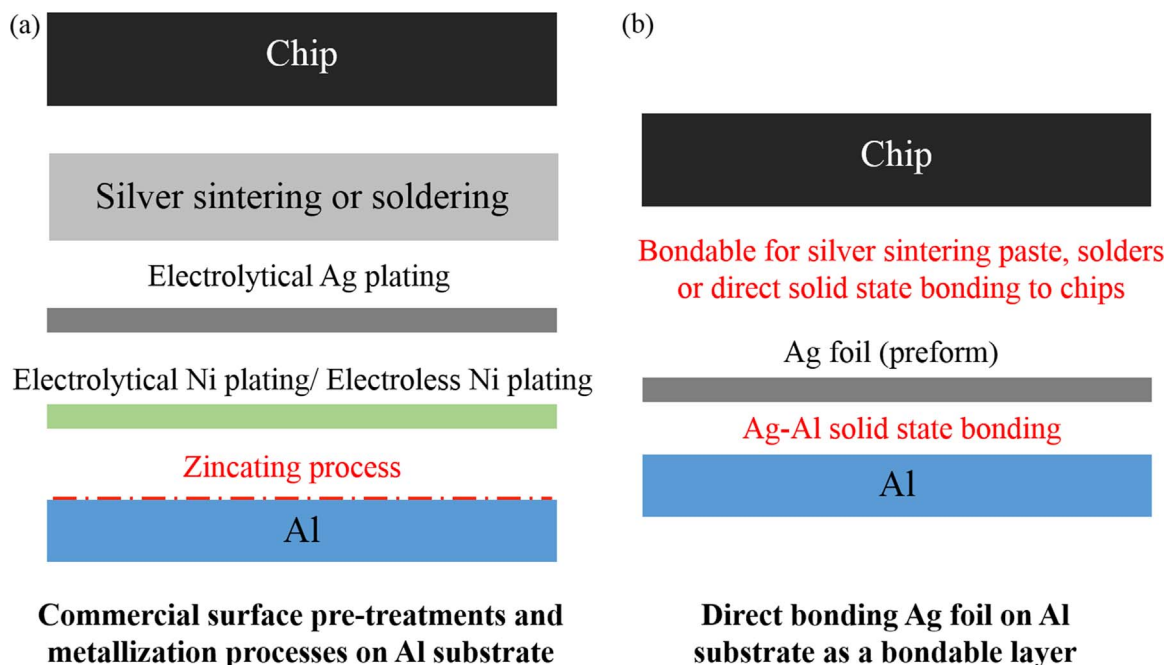 (a)
Chip
Silver sintering or soldering
Electrolytical Ag plating
Electrolytical Ni plating/ Electroless Ni plating
Zincating process
Al
Commercial surface pre-treatments and
metallization processes on Al substrate
(b)
Chip
Bondable for silver sintering paste, solders
or direct solid state bonding to chips
Ag foil (preform)
Ag-Al solid state bonding
Al
Direct bonding Ag foil on Al
substrate as a bondable layer